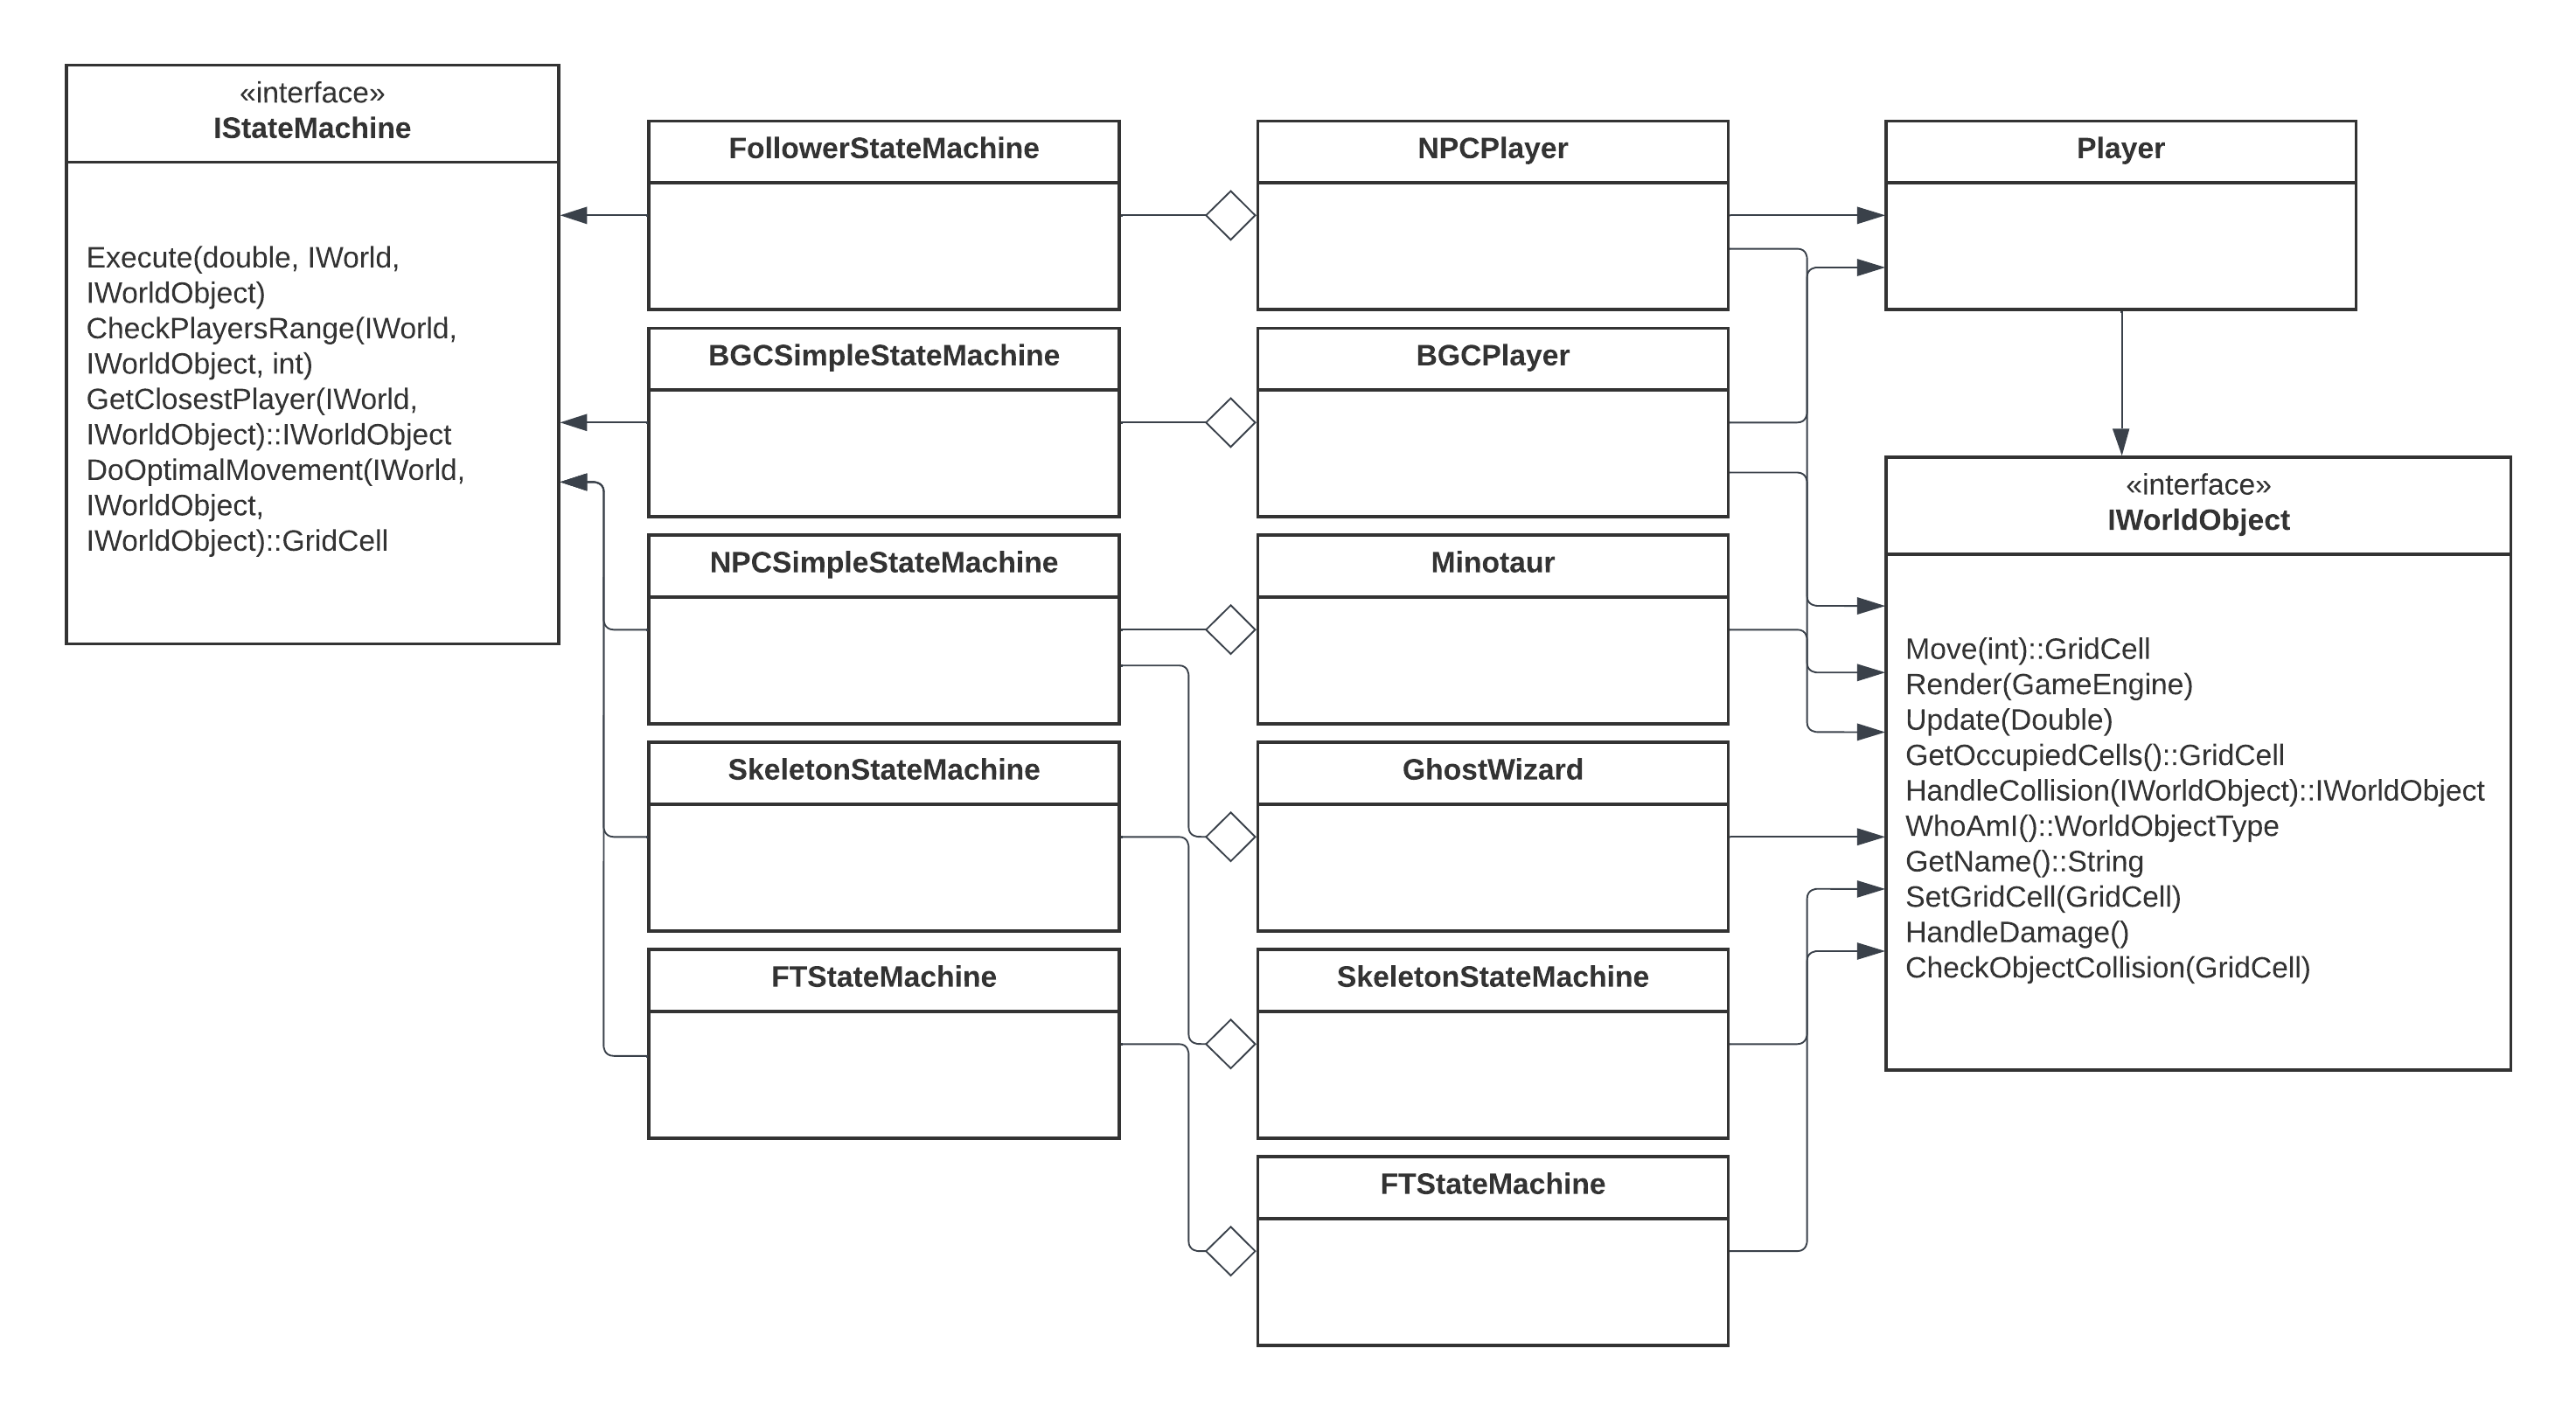 «interface»
IStateMachine
Execute(double, IWorld,
IWorldObject)
CheckPlayersRange(IWorld,
IWorldObject, int)
GetClosestPlayer(IWorld,
IWorldObject)::IWorldObject
DoOptimalMovement(IWorld,
IWorldObject,
IWorldObject)::GridCell
FollowerStateMachine
BGCSimpleStateMachine
NPCSimpleStateMachine
SkeletonStateMachine
FTStateMachine
NPCPlayer
BGCPlayer
Minotaur
GhostWizard
SkeletonStateMachine
FTStateMachine
Player
«interface»
IWorldObject
Move(int)::GridCell
Render(GameEngine)
Update(Double)
GetOccupiedCells()::GridCell
HandleCollision(IWorldObject)::IWorldObject
WhoAmI()::WorldObjectType
GetName()::String
SetGridCell(GridCell)
HandleDamage()
CheckObjectCollision(GridCell)